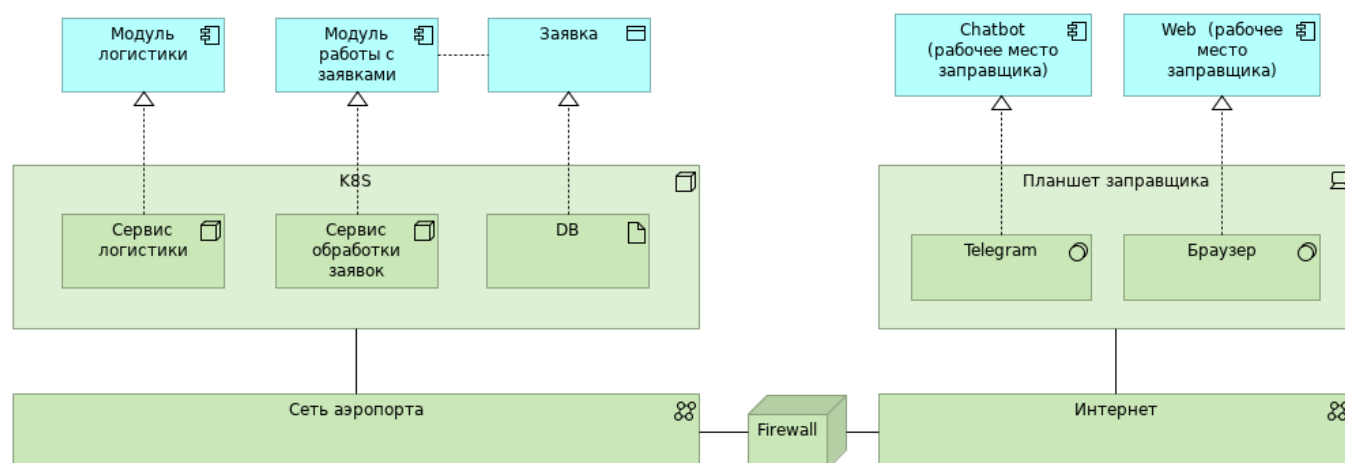 Модуль
логистики
Модуль
работы с
заявками
Заявка
Chatbot
(рабочее место
заправщика)
Web (рабочее
место
заправщика)
K8S
Сервис
логистики
Сервис
обработки
заявок
DB
Планшет заправщика
Telegram
Браузер
Сеть аэропорта
Firewall
Интернет